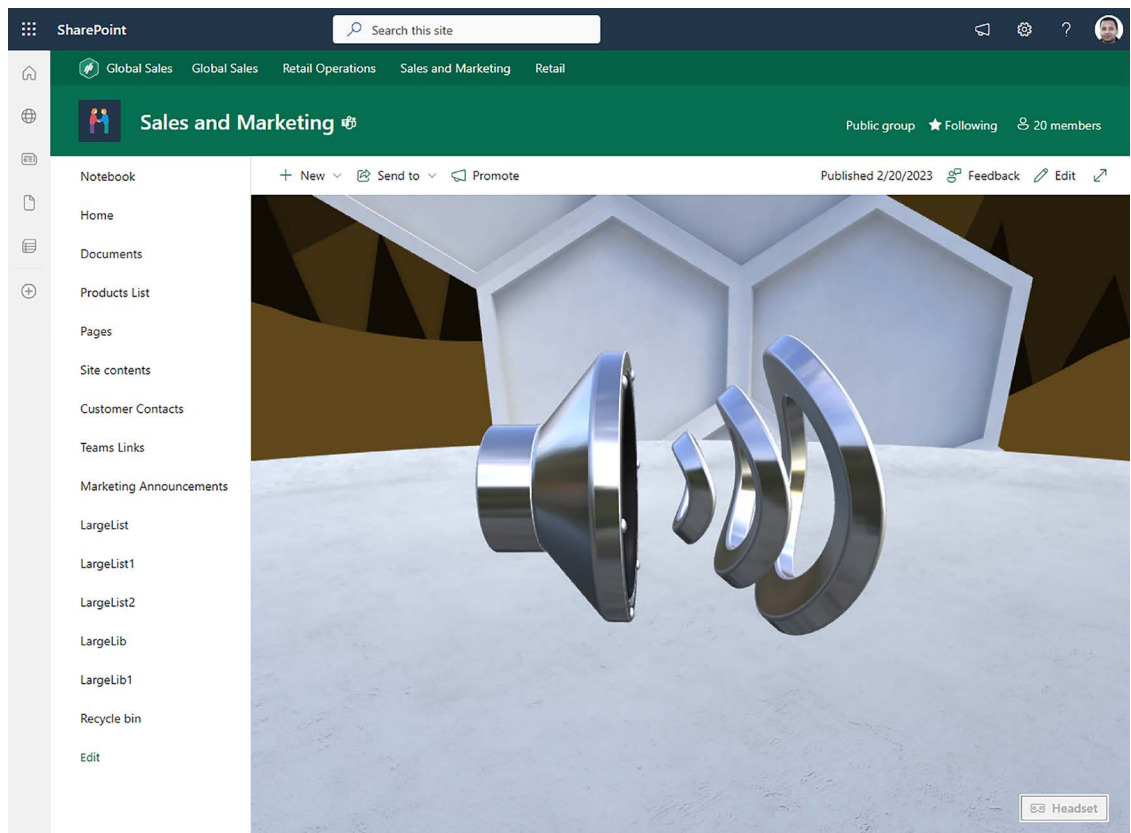 SharePoint
Search this site
Global Sales Global Sales Retail Operations Sales and Marketing Retail
Sales and Marketing
Public group Following 20 members
New Send to Promote
Published 2/20/2023 Feedback Edit
Notebook
Home
Documents
Products List
Pages
Site contents
Customer Contacts
Teams Links
Marketing Announcements
LargeList
LargeList1
LargeList2
LargeLib
LargeLib1
Recycle bin
Edit
Headset